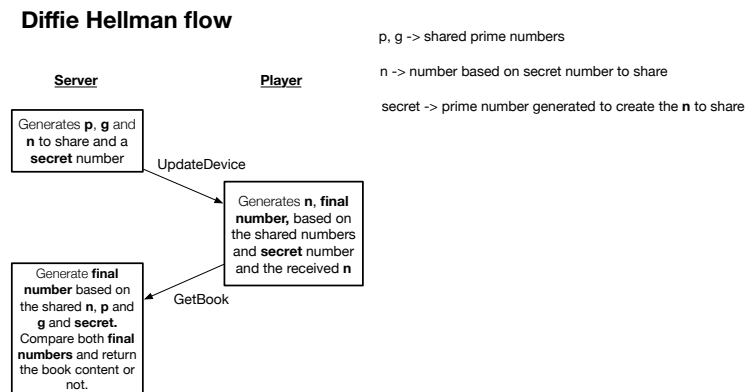 Diffie Hellman flow
p, g -> shared prime numbers
n -> number based on secret number to share
secret -> prime number generated to create the n to share
Server
Player
Generates p, g and
n to share and a
secret number
UpdateDevice
Generates n, final
number, based on
the shared numbers
and secret number
and the received n
GetBook
Generate final
number based on
the shared n, p and
g and secret.
Compare both final
numbers and return
the book content or
not.